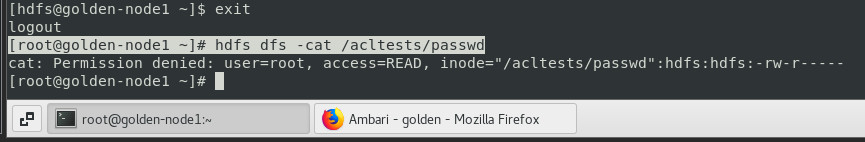 [hdfs@golden-node1 ~]$ exit
logout
[root@golden-node1 ~]# hdfs dfs -cat /acltests/passwd
cat: Permission denied: user=root, access=READ, inode="/acltests/passwd":hdfs:hdfs:-rw-r-----
[root@golden-node1 ~]#
root@golden-node1:~
Ambari - golden - Mozilla Firefox